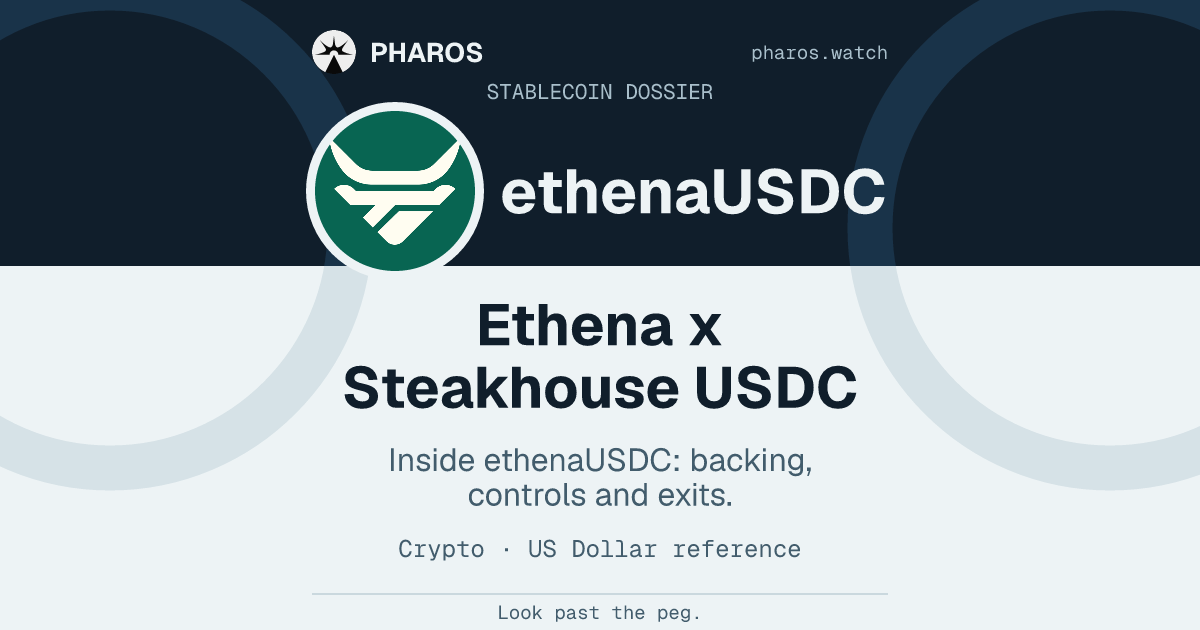 PHAROS
pharos.watch
STABLECOIN DOSSIER
ethenaUSDC
Ethena x
Steakhouse USDC
Inside ethenaUSDC: backing,
controls and exits.
Crypto · US Dollar reference
Look past the peg.